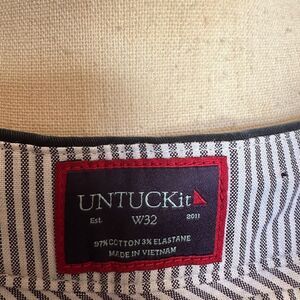 UNTUCKit
Est. W32 2011
97% COTTON 3% ELASTANE
MADE IN VIETNAM